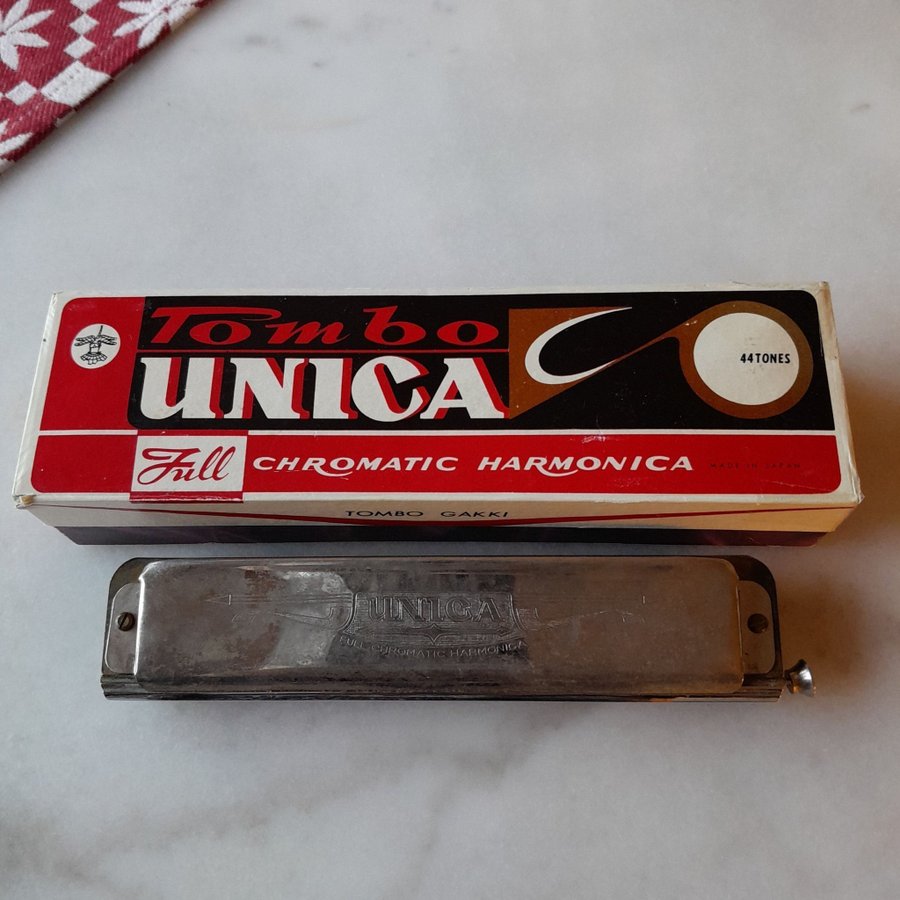 Tombo
UNICA
44TONES
Full CHROMATIC HARMONICA MADE IN JAPAN
TOMBO GAKKI
UNICA
FULL CHROMATIC HARMONICA